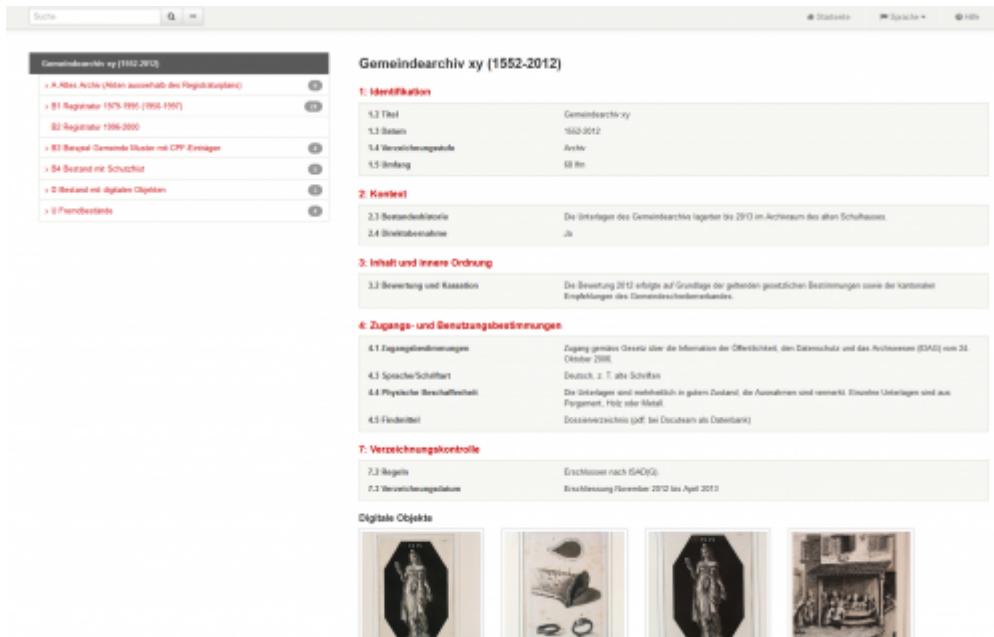 Suche
Startseite
Sprache
Hilfe
Gemeindearchiv xy (1552-2012)
› A Altes Archiv (Akten ausserhalb des Registraturplans)
› B1 Registratur 1975-1995 (1950-1997)
B2 Registratur 1996-2000
› B3 Beispiel Gemeinde Muster mit CPF-Einträgen
› B4 Bestand mit Schutzfrist
› D Bestand mit digitalen Objekten
› U Fremdbestände
Gemeindearchiv xy (1552-2012)
1: Identifikation
1.2 Titel Gemeindearchiv xy
1.3 Datum 1552-2012
1.4 Verzeichnungsstufe Archiv
1.5 Umfang
2: Kontext
2.3 Bestandeshistorie Die Unterlagen des Gemeindearchivs lagerten bis 2013 im Archivraum des alten Schulhauses.
2.4 Direktübernahme Ja
3: Inhalt und innere Ordnung
3.2 Bewertung und Kassation Die Bewertung 2012 erfolgte auf Grundlage der geltenden gesetzlichen Bestimmungen sowie der kantonalen
Empfehlungen des Gemeindeschreiberverbandes.
4: Zugangs- und Benutzungsbestimmungen
4.1 Zugangsbestimmungen Zugang gemäss Gesetz über die Information der Öffentlichkeit, den Datenschutz und das Archivwesen (IDAG) vom 24.
Oktober 2006.
4.3 Sprache/Schriftart Deutsch, z. T. alte Schriften
4.4 Physische Beschaffenheit Die Unterlagen sind mehrheitlich in gutem Zustand, die Ausnahmen sind vermerkt. Einzelne Unterlagen sind aus
Pergament, Holz oder Metall.
4.5 Findmittel Dossierverzeichnis (pdf; bei Docuteam als Datenbank)
7: Verzeichnungskontrolle
7.2 Regeln Erschlossen nach ISAD(G).
7.3 Verzeichnungsdatum Erschliessung November 2012 bis April 2013
Digitale Objekte